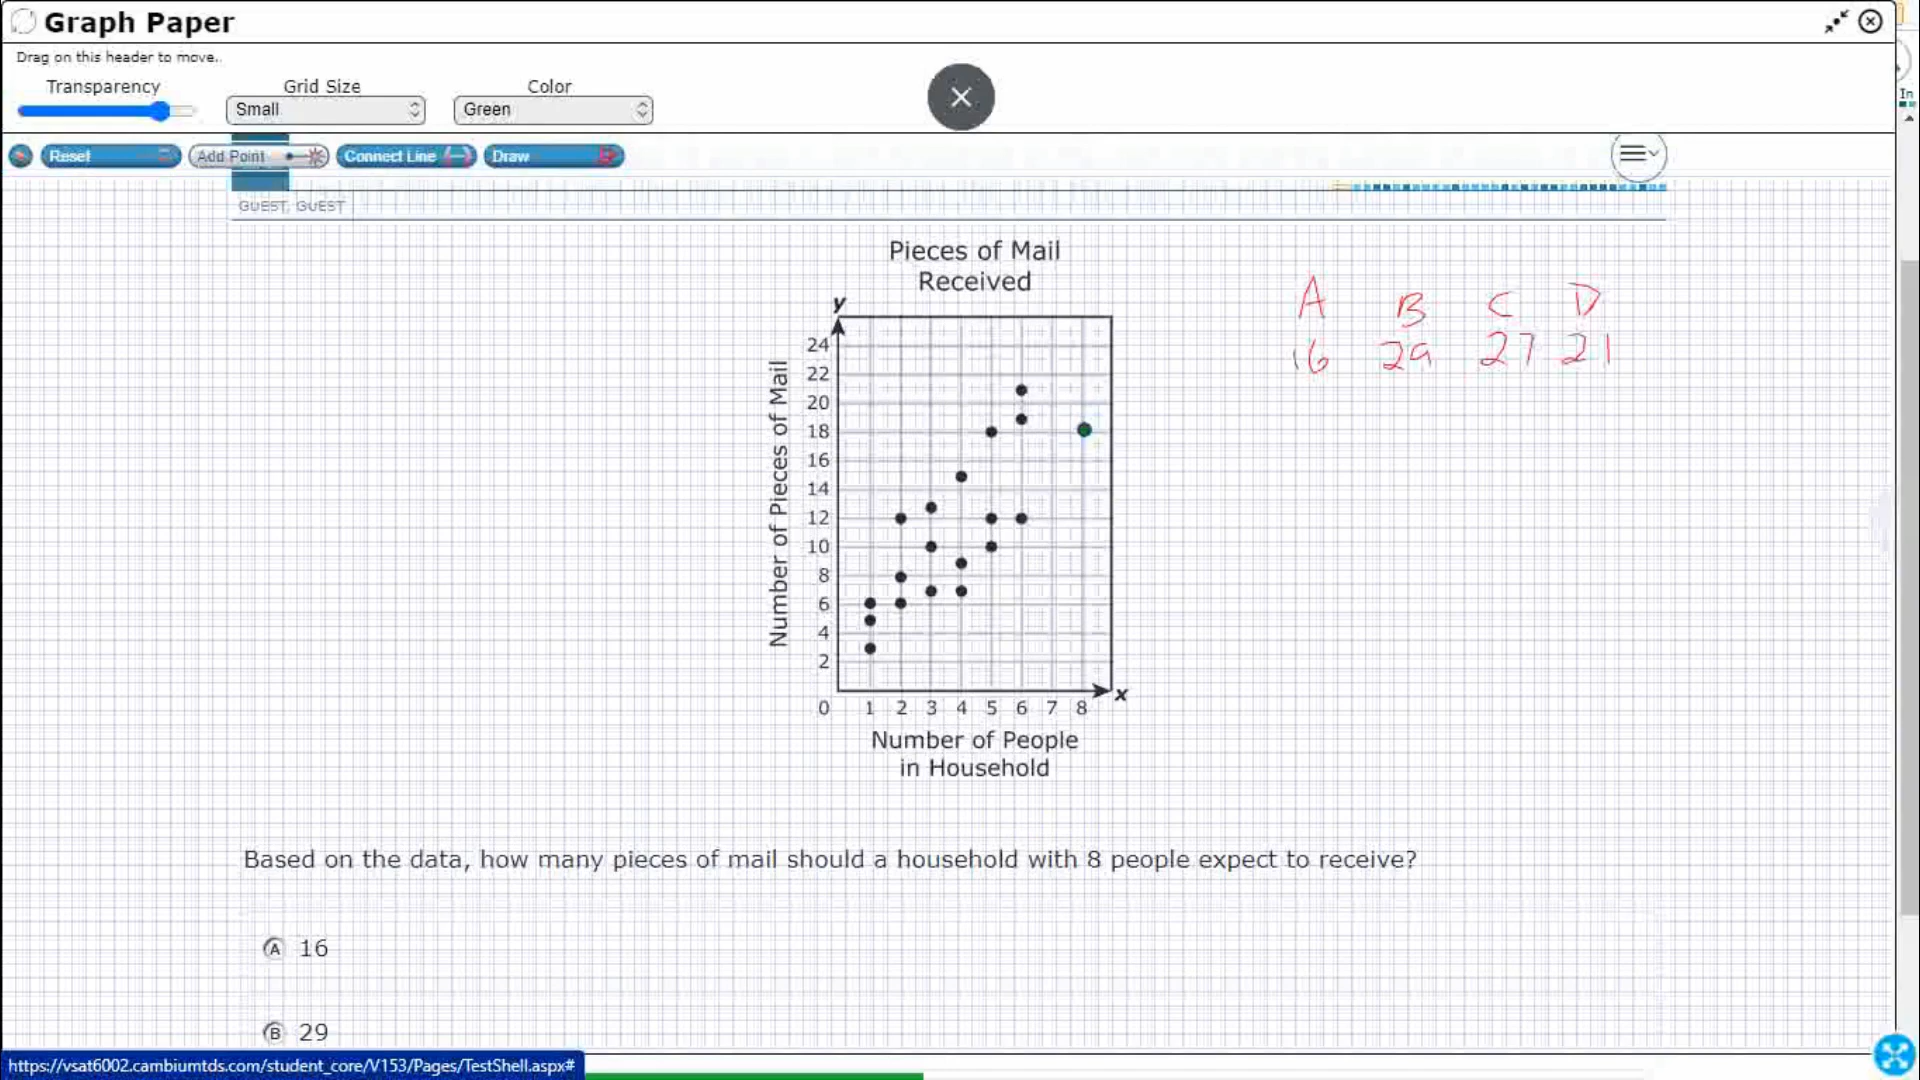 Graph Paper
Drag on this header to move..
Transparency
Grid Size
Color
Small
Green
In
Reset
Add Point
Connect Line
Draw
GUEST, GUEST
Pieces of Mail
Received
A B C D
16 29 27 21
y
24
22
20
18
16
14
12
10
8
6
4
2
Number of Pieces of Mail
0 1 2 3 4 5 6 7 8
x
Number of People
in Household
Based on the data, how many pieces of mail should a household with 8 people expect to receive?
A 16
B 29
https://vsat6002.cambiumtds.com/student_core/V153/Pages/TestShell.aspx#